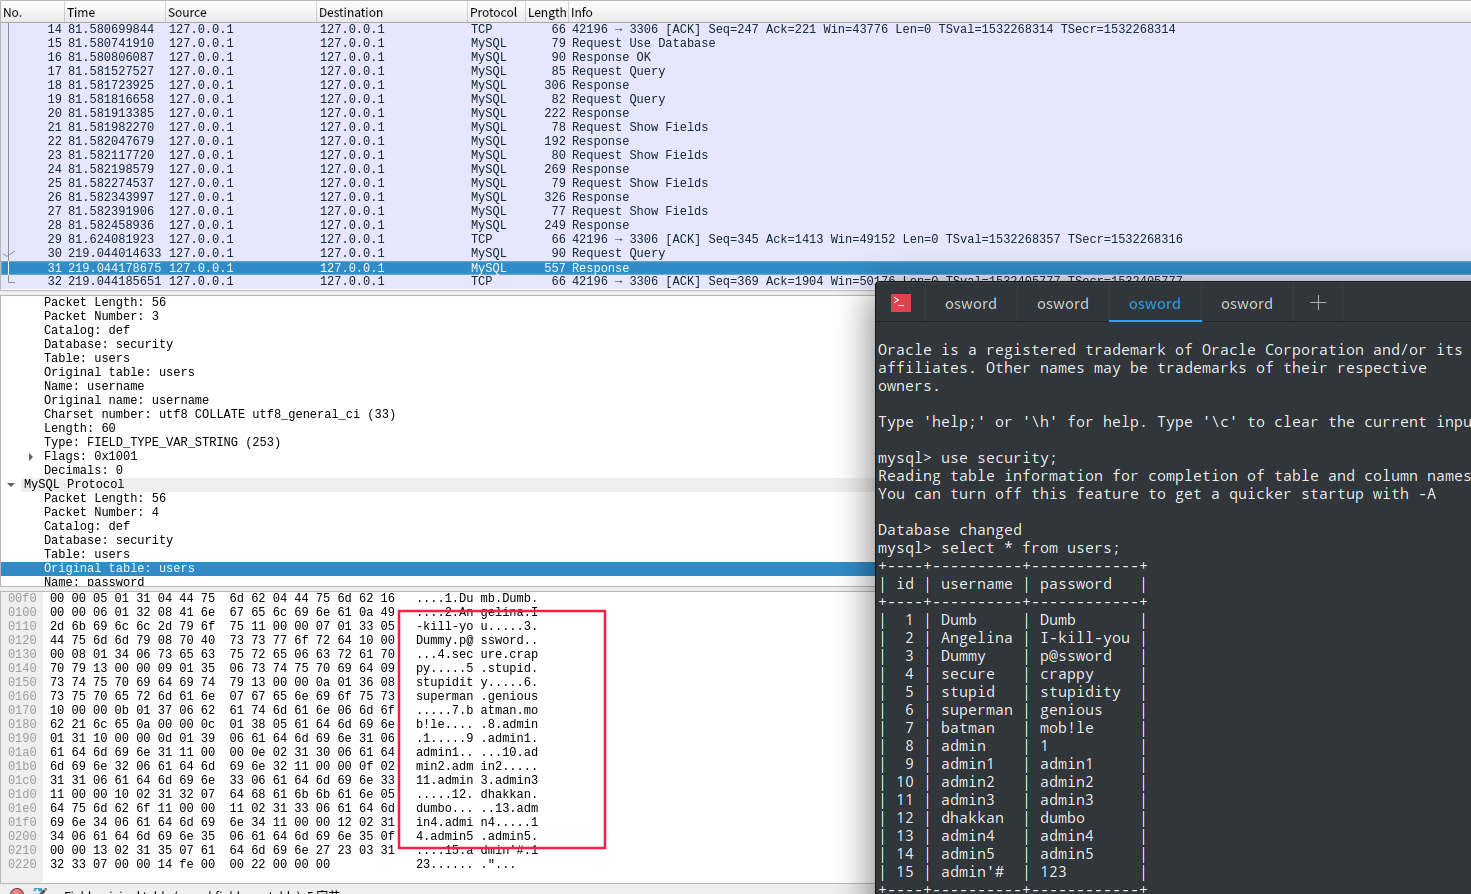 No. Time Source Destination Protocol Length Info
14 81.580699844 127.0.0.1 127.0.0.1 TCP 66 42196 → 3306 [ACK] Seq=247 Ack=221 Win=43776 Len=0 TSval=1532268314 TSecr=1532268314
15 81.580741910 127.0.0.1 127.0.0.1 MySQL 79 Request Use Database
16 81.580806087 127.0.0.1 127.0.0.1 MySQL 90 Response OK
17 81.581527527 127.0.0.1 127.0.0.1 MySQL 85 Request Query
18 81.581723925 127.0.0.1 127.0.0.1 MySQL 306 Response
19 81.581816658 127.0.0.1 127.0.0.1 MySQL 82 Request Query
20 81.581913385 127.0.0.1 127.0.0.1 MySQL 222 Response
21 81.581982270 127.0.0.1 127.0.0.1 MySQL 78 Request Show Fields
22 81.582047679 127.0.0.1 127.0.0.1 MySQL 192 Response
23 81.582117720 127.0.0.1 127.0.0.1 MySQL 80 Request Show Fields
24 81.582198579 127.0.0.1 127.0.0.1 MySQL 269 Response
25 81.582274537 127.0.0.1 127.0.0.1 MySQL 79 Request Show Fields
26 81.582343997 127.0.0.1 127.0.0.1 MySQL 326 Response
27 81.582391906 127.0.0.1 127.0.0.1 MySQL 77 Request Show Fields
28 81.582458936 127.0.0.1 127.0.0.1 MySQL 249 Response
29 81.624081923 127.0.0.1 127.0.0.1 TCP 66 42196 → 3306 [ACK] Seq=345 Ack=1413 Win=49152 Len=0 TSval=1532268357 TSecr=1532268316
30 219.044014633 127.0.0.1 127.0.0.1 MySQL 90 Request Query
31 219.044178675 127.0.0.1 127.0.0.1 MySQL 557 Response
32 219.044185651 127.0.0.1 127.0.0.1 TCP 66 42196 → 3306 [ACK] Seq=369 Ack=1904 Win=50176 Len=0 TSval=1532405777 TSecr=1532405777
Packet Length: 56
Packet Number: 3
Catalog: def
Database: security
Table: users
Original table: users
Name: username
Original name: username
Charset number: utf8 COLLATE utf8_general_ci (33)
Length: 60
Type: FIELD_TYPE_VAR_STRING (253)
Flags: 0x1001
Decimals: 0
MySQL Protocol
Packet Length: 56
Packet Number: 4
Catalog: def
Database: security
Table: users
Original table: users
Name: password
00f0 00 00 05 01 31 04 44 75 6d 62 04 44 75 6d 62 16 ....1.Du mb.Dumb.
0100 00 00 06 01 32 08 41 6e 67 65 6c 69 6e 61 0a 49 ....2.An gelina.I
0110 2d 6b 69 6c 6c 2d 79 6f 75 11 00 00 07 01 33 05 -kill-yo u.....3.
0120 44 75 6d 6d 79 08 70 40 73 73 77 6f 72 64 10 00 Dummy.p@ ssword..
0130 00 08 01 34 06 73 65 63 75 72 65 06 63 72 61 70 ...4.sec ure.crap
0140 70 79 13 00 00 09 01 35 06 73 74 75 70 69 64 09 py.....5 .stupid.
0150 73 74 75 70 69 64 69 74 79 13 00 00 0a 01 36 08 stupidit y.....6.
0160 73 75 70 65 72 6d 61 6e 07 67 65 6e 69 6f 75 73 superman .genious
0170 10 00 00 0b 01 37 06 62 61 74 6d 61 6e 06 6d 6f .....7.b atman.mo
0180 62 21 6c 65 0a 00 00 0c 01 38 05 61 64 6d 69 6e b!le.... .8.admin
0190 01 31 10 00 00 0d 01 39 06 61 64 6d 69 6e 31 06 .1.....9 .admin1.
01a0 61 64 6d 69 6e 31 11 00 00 0e 02 31 30 06 61 64 admin1.. ...10.ad
01b0 6d 69 6e 32 06 61 64 6d 69 6e 32 11 00 00 0f 02 min2.adm in2.....
01c0 31 31 06 61 64 6d 69 6e 33 06 61 64 6d 69 6e 33 11.admin 3.admin3
01d0 11 00 00 10 02 31 32 07 64 68 61 6b 6b 61 6e 05 .....12. dhakkan.
01e0 64 75 6d 62 6f 11 00 00 11 02 31 33 06 61 64 6d dumbo... ..13.adm
01f0 69 6e 34 06 61 64 6d 69 6e 34 11 00 00 12 02 31 in4.admi n4.....1
0200 34 06 61 64 6d 69 6e 35 06 61 64 6d 69 6e 35 0f 4.admin5 .admin5.
0210 00 00 13 02 31 35 07 61 64 6d 69 6e 27 23 03 31 ....15.a dmin'#.1
0220 32 33 07 00 00 14 fe 00 00 22 00 00 00 23...... ."...
osword osword osword osword
Oracle is a registered trademark of Oracle Corporation and/or its
affiliates. Other names may be trademarks of their respective
owners.
Type 'help;' or '\h' for help. Type '\c' to clear the current inpu
mysql> use security;
Reading table information for completion of table and column names
You can turn off this feature to get a quicker startup with -A
Database changed
mysql> select * from users;
+----+----------+------------+
| id | username | password |
+----+----------+------------+
| 1 | Dumb | Dumb |
| 2 | Angelina | I-kill-you |
| 3 | Dummy | p@ssword |
| 4 | secure | crappy |
| 5 | stupid | stupidity |
| 6 | superman | genious |
| 7 | batman | mob!le |
| 8 | admin | 1 |
| 9 | admin1 | admin1 |
| 10 | admin2 | admin2 |
| 11 | admin3 | admin3 |
| 12 | dhakkan | dumbo |
| 13 | admin4 | admin4 |
| 14 | admin5 | admin5 |
| 15 | admin'# | 123 |
+----+----------+------------+